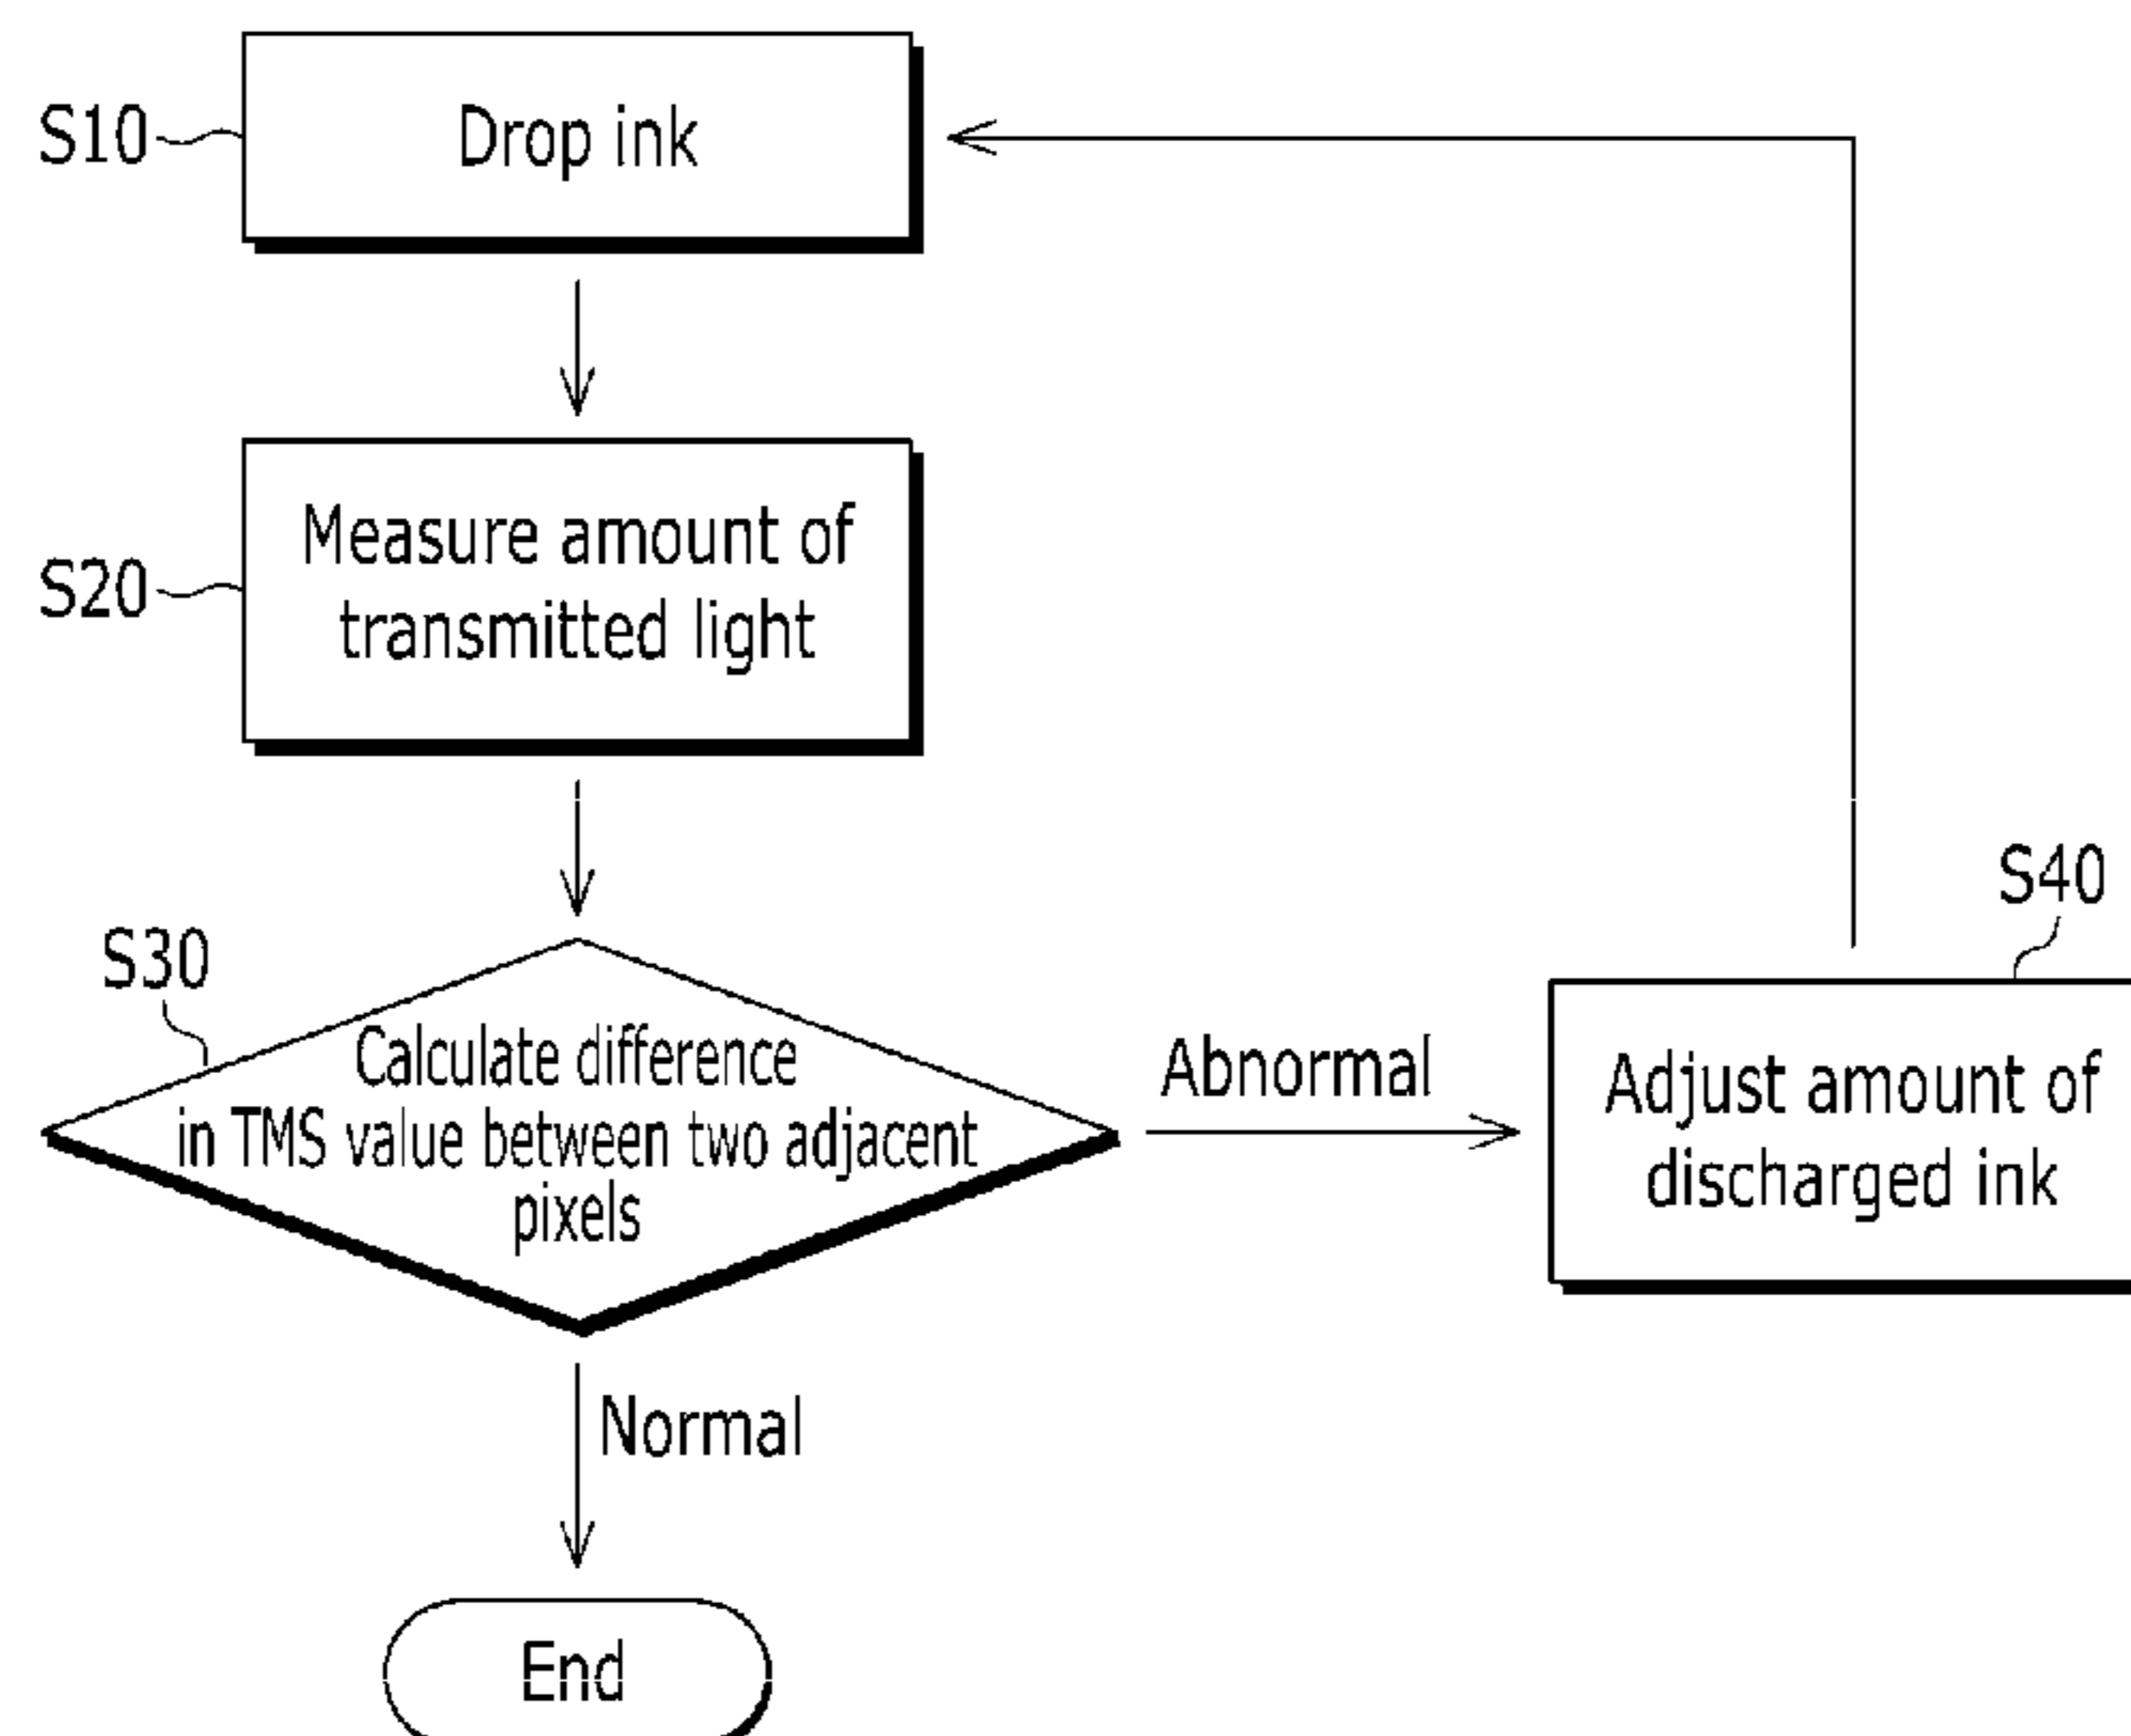 S10
Drop ink
S20
Measure amount of
transmitted light
S30
Calculate difference
in TMS value between two adjacent
pixels
Abnormal
S40
Adjust amount of
discharged ink
Normal
End